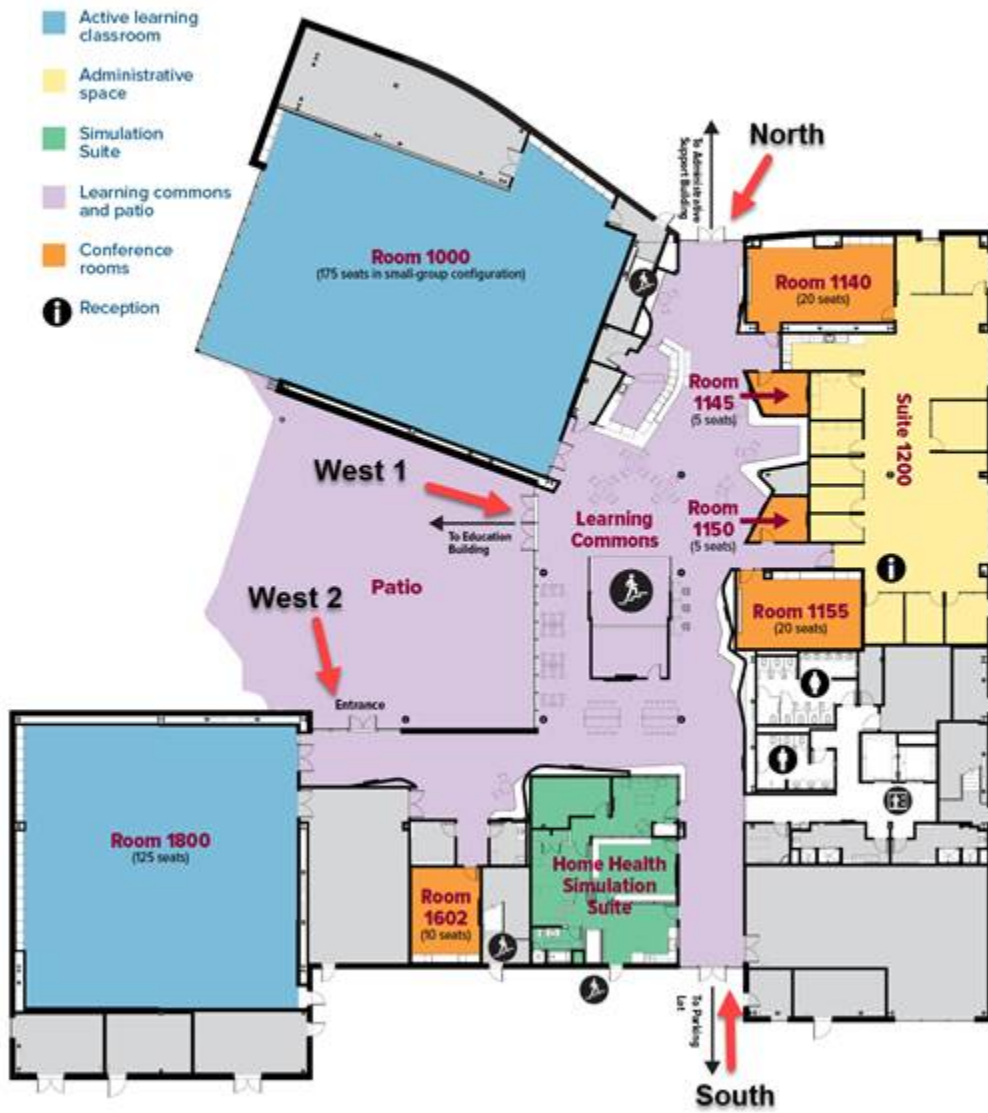 Active learning
classroom
Administrative
space
Simulation
Suite
Learning commons
and patio
Conference
rooms
i Reception
North
To Administrative
Support Building
Room 1000
(175 seats in small-group configuration)
Room 1140
(20 seats)
Room
1145
(5 seats)
Suite 1200
West 1
To Education
Building
Learning
Commons
Room
1150
(5 seats)
i
Patio
West 2
Room 1155
(20 seats)
Entrance
Room 1800
(125 seats)
Home Health
Simulation
Suite
Room
1602
(10 seats)
To Parking
Lot
South